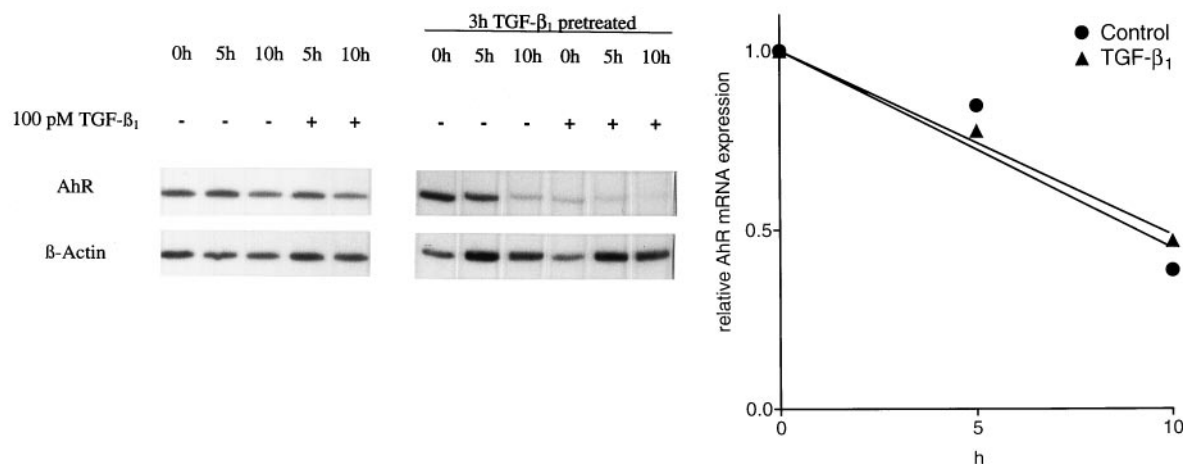 3h TGF-β₁ pretreated
0h 5h 10h 5h 10h 0h 5h 10h 0h 5h 10h
100 pM TGF-ß₁ - - - + + - - - + + +
AhR
ß-Actin
Control
TGF-β₁
relative AhR mRNA expression
1.0
0.5
0.0
0 5 10
h